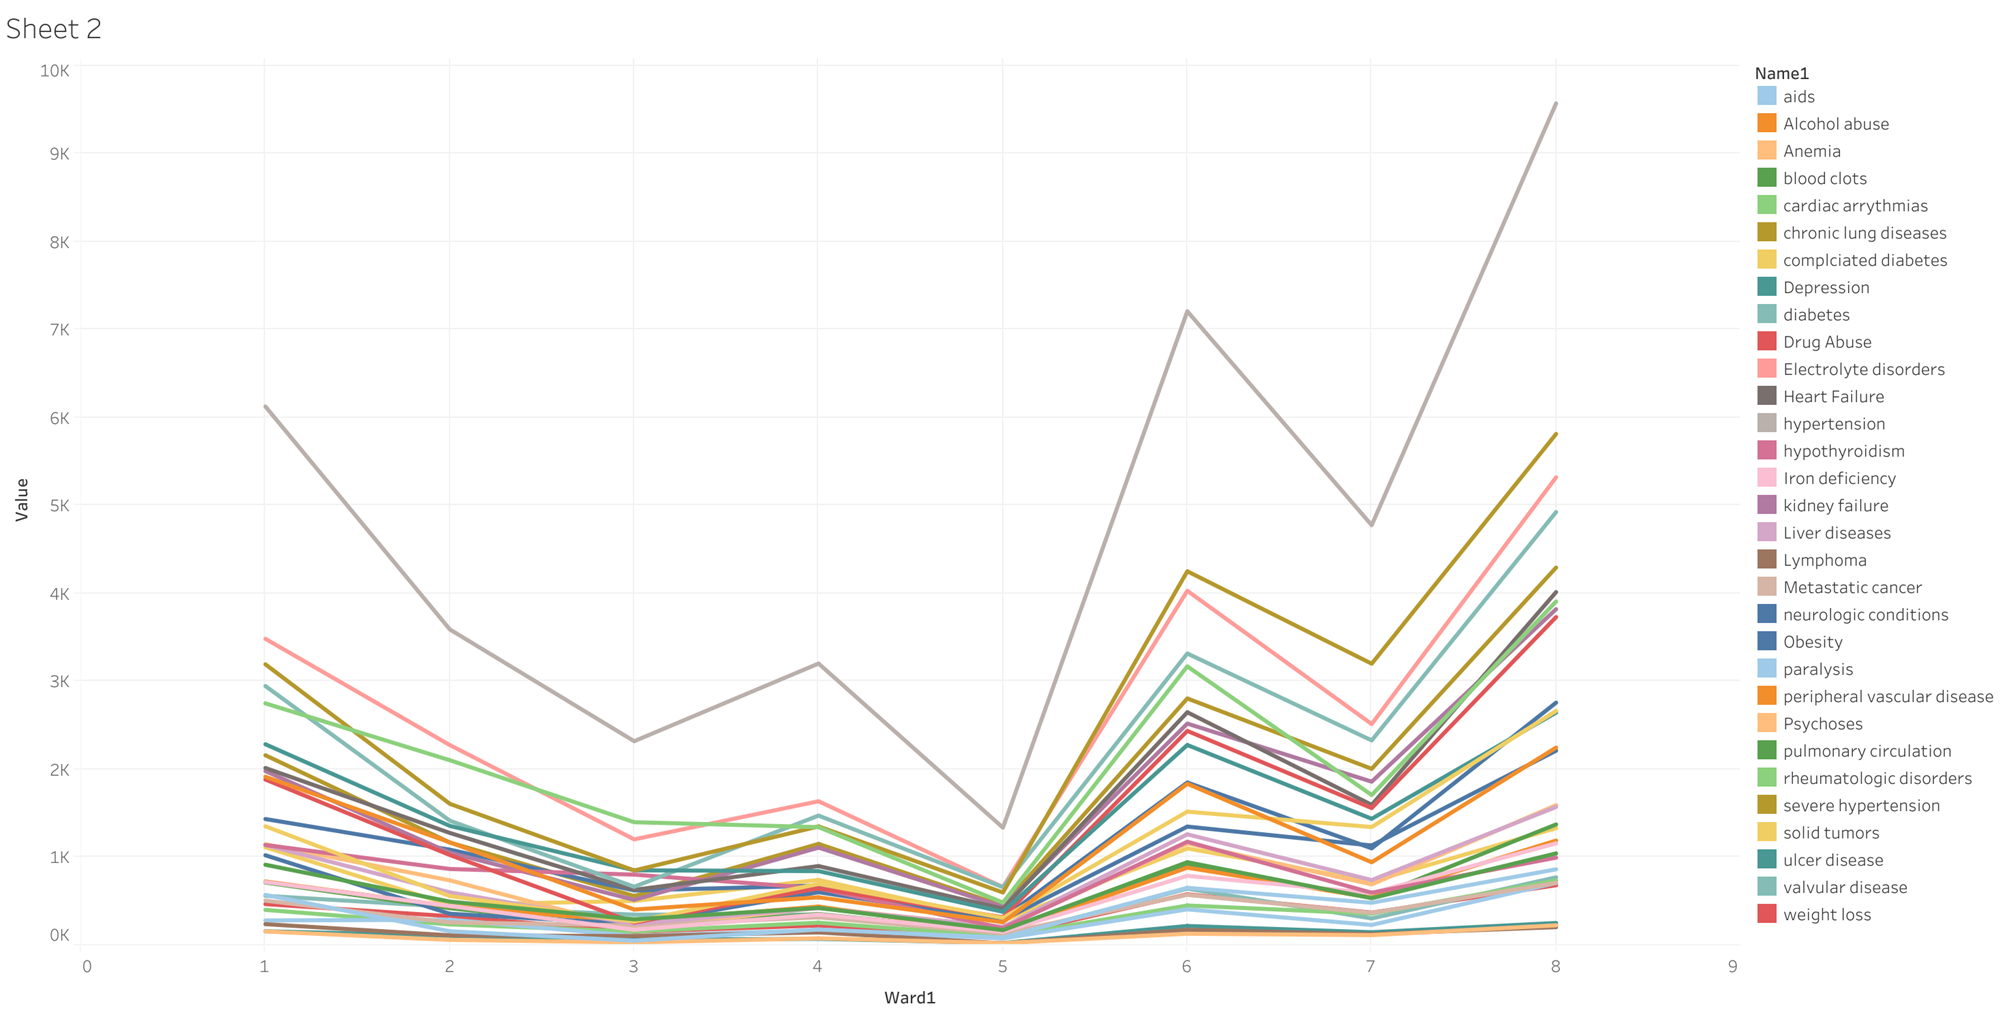 Sheet 2
10K
9K
8K
7K
6K
5K
4K
3K
2K
1K
0K
Value
0 1 2 3 4 5 6 7 8 9
Ward1
Name1
aids
Alcohol abuse
Anemia
blood clots
cardiac arrythmias
chronic lung diseases
complciated diabetes
Depression
diabetes
Drug Abuse
Electrolyte disorders
Heart Failure
hypertension
hypothyroidism
Iron deficiency
kidney failure
Liver diseases
Lymphoma
Metastatic cancer
neurologic conditions
Obesity
paralysis
peripheral vascular disease
Psychoses
pulmonary circulation
rheumatologic disorders
severe hypertension
solid tumors
ulcer disease
valvular disease
weight loss